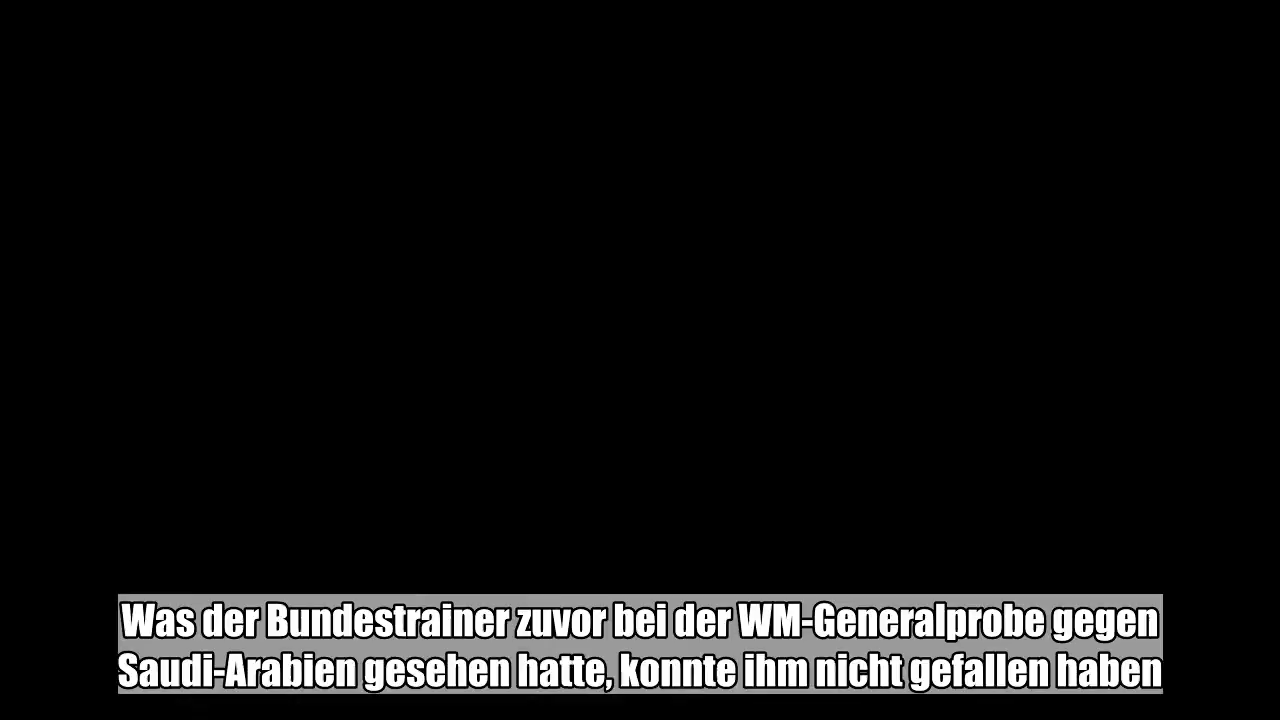 Was der Bundestrainer zuvor bei der WM-Generalprobe gegen
Saudi-Arabien gesehen hatte, konnte ihm nicht gefallen haben